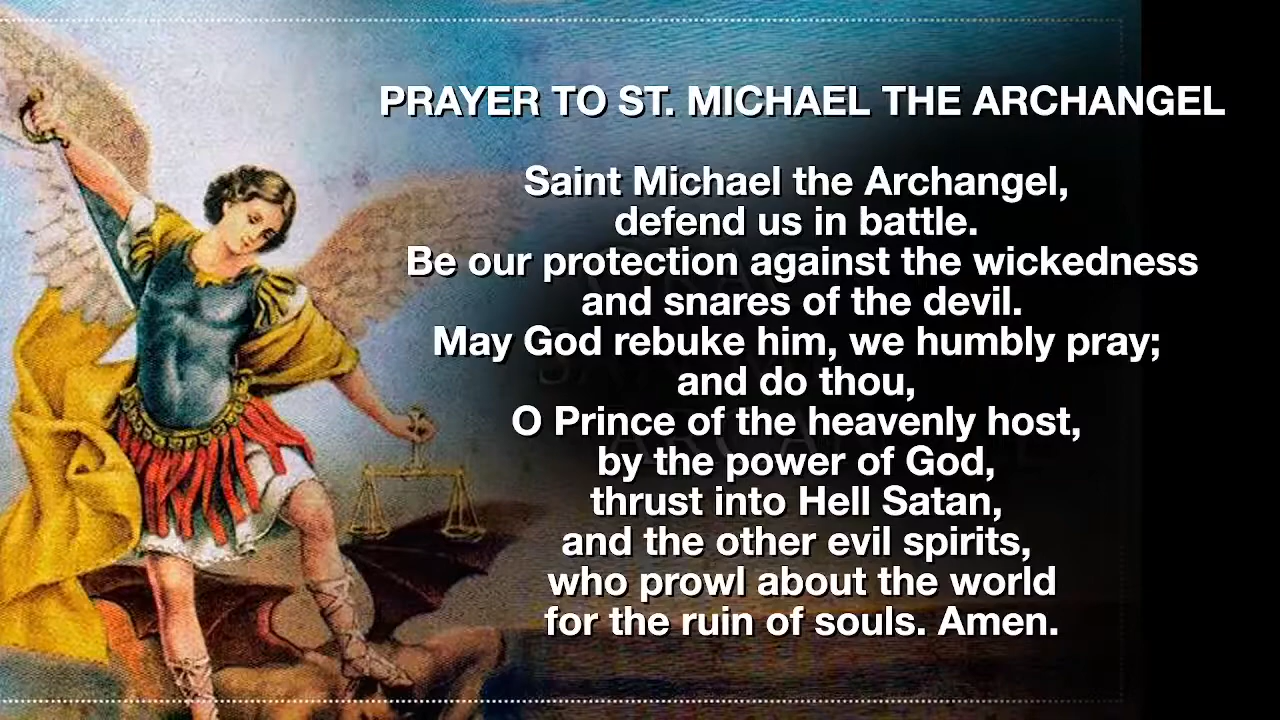 PRAYER TO ST. MICHAEL THE ARCHANGEL
Saint Michael the Archangel,
defend us in battle.
Be our protection against the wickedness
and snares of the devil.
May God rebuke him, we humbly pray;
and do thou,
O Prince of the heavenly host,
by the power of God,
thrust into Hell Satan,
and the other evil spirits,
who prowl about the world
for the ruin of souls. Amen.